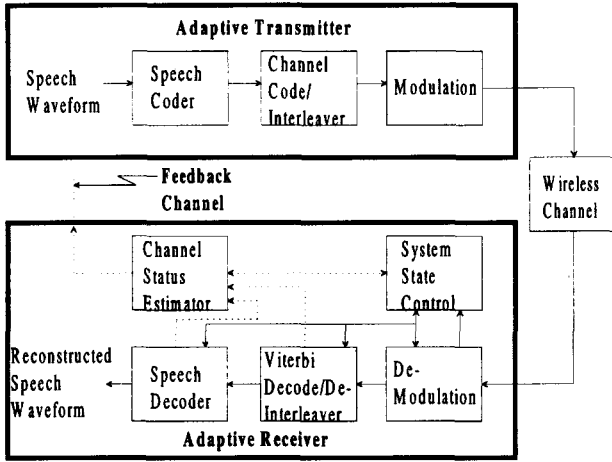 Adaptive Transmitter
Speech
Waveform
Speech
Coder
Channel
Code/
Interleaver
Modulation
Feedback
Channel
Wireless
Channel
Channel
Status
Estimator
System
State
Control
Reconstructed
Speech
Waveform
Speech
Decoder
Viterbi
Decode/De-
Interleaver
De-
Modulation
Adaptive Receiver